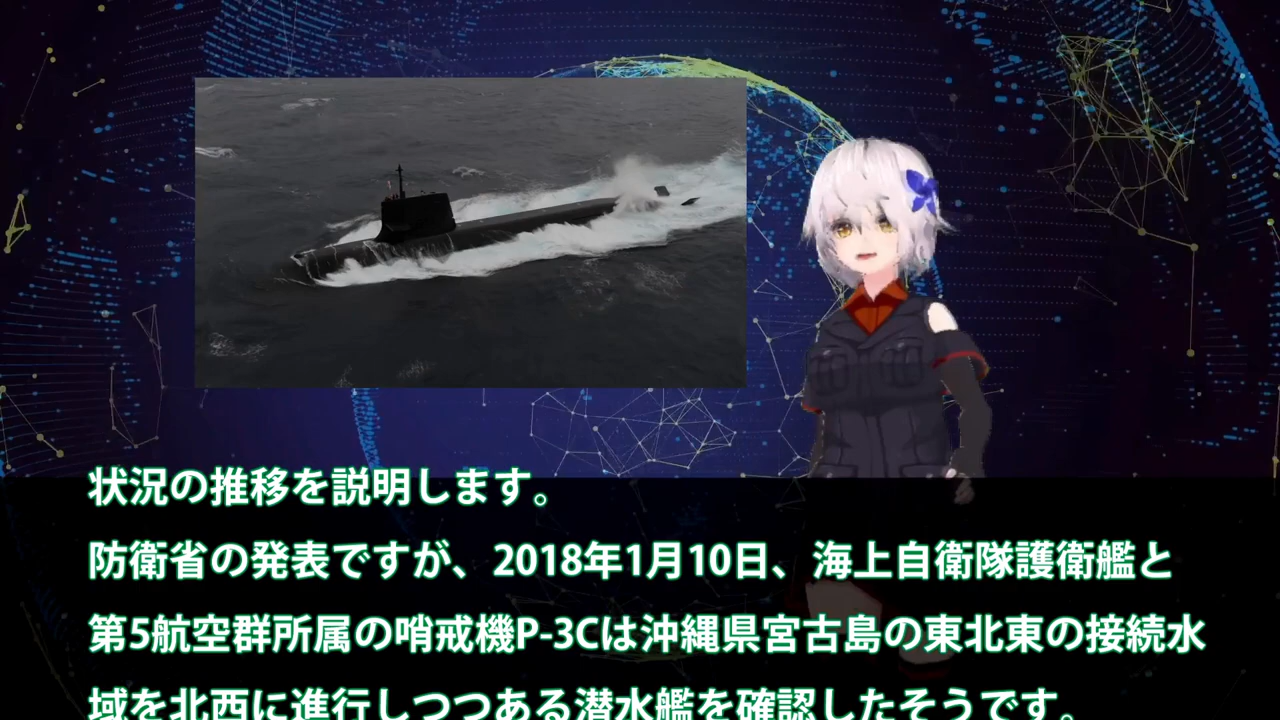 状況の推移を説明します。
防衛省の発表ですが、2018年1月10日、海上自衛隊護衛艦と
第5航空群所属の哨戒機P-3Cは沖縄県宮古島の東北東の接続水
域を北西に進行しつつある潜水艦を確認したそうです。